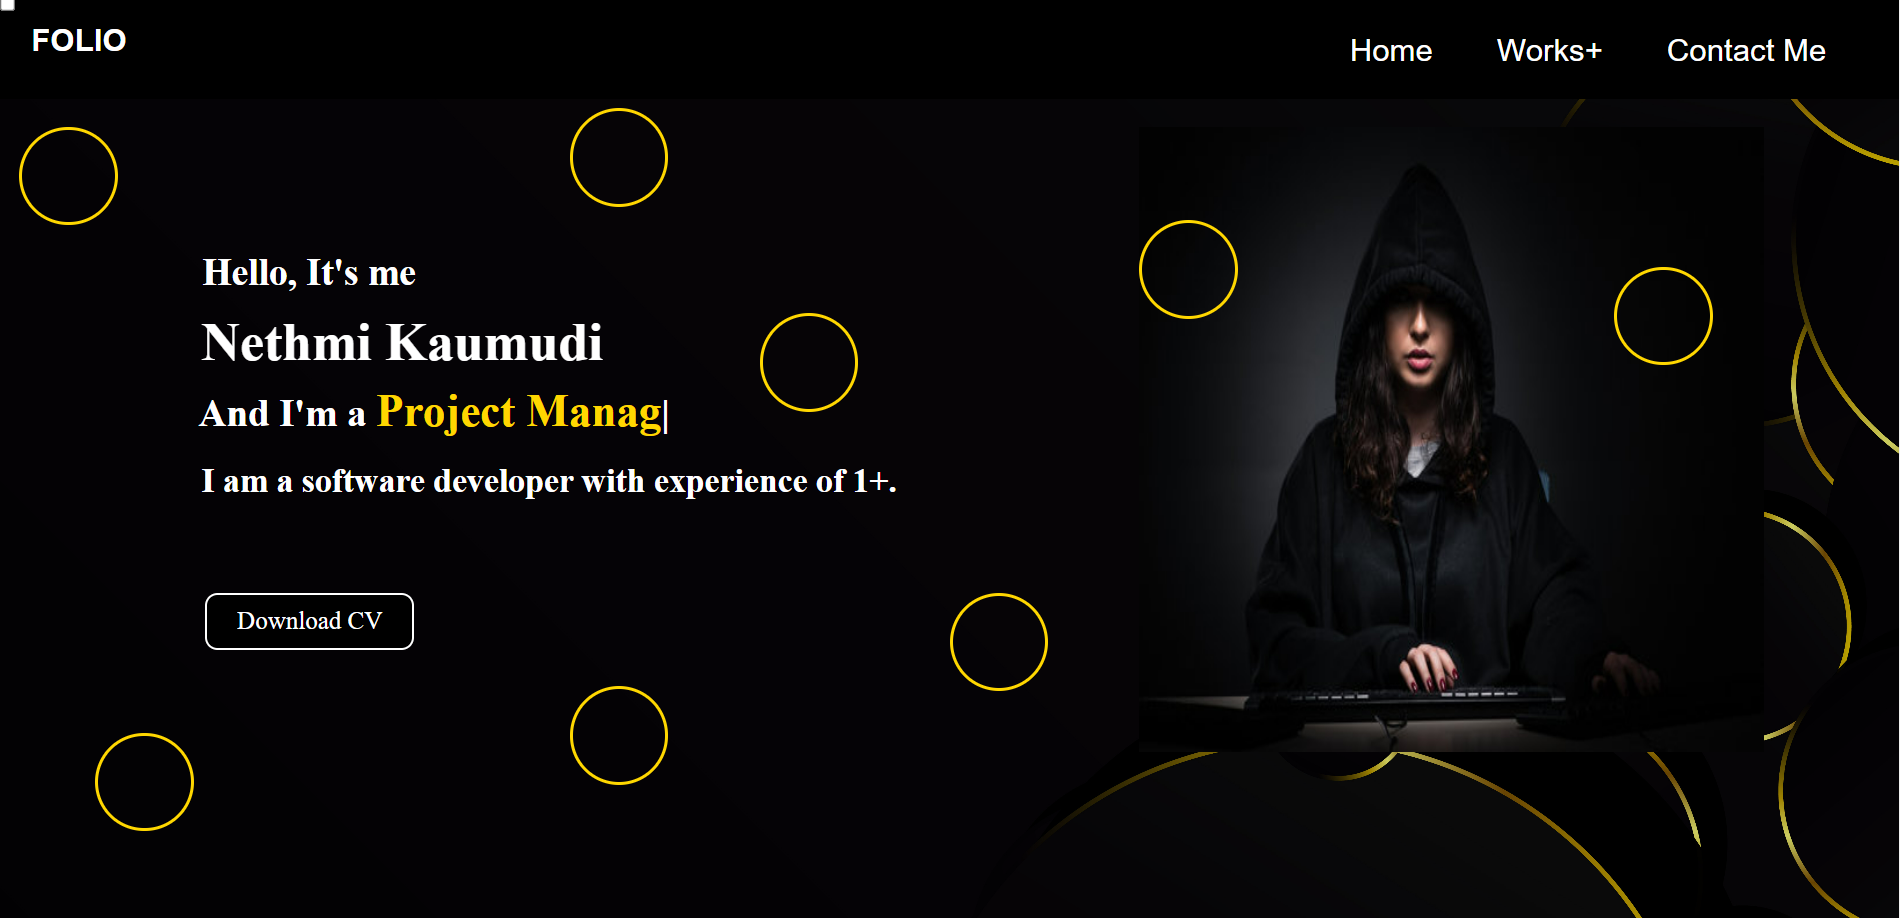 FOLIO
Home Works+ Contact Me
Hello, It's me
Nethmi Kaumudi
And I'm a Project Manag|
I am a software developer with experience of 1+.
Download CV